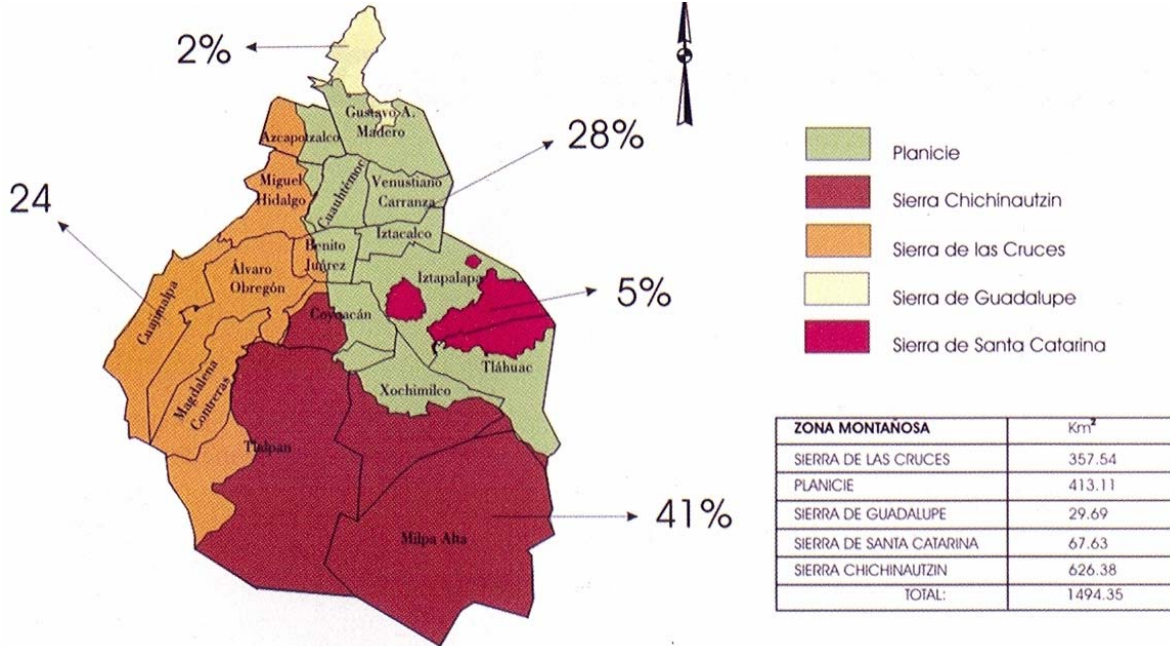 2%
Gustavo A.
Madero
Azcapotzalco
28%
Miguel
Hidalgo
Cuauhtémoc
Venustiano
Carranza
24
Iztacalco
Benito
Juárez
Álvaro
Obregón
Iztapalapa
Cuajimalpa
Coyoacán
5%
Tláhuac
Magdalena
Contreras
Xochimilco
Tlalpan
41%
Milpa Alta
Planicie
Sierra Chichinautzin
Sierra de las Cruces
Sierra de Guadalupe
Sierra de Santa Catarina
ZONA MONTAÑOSA Km²
SIERRA DE LAS CRUCES 357.54
PLANICIE 413.11
SIERRA DE GUADALUPE 29.69
SIERRA DE SANTA CATARINA 67.63
SIERRA CHICHINAUTZIN 626.38
TOTAL: 1494.35